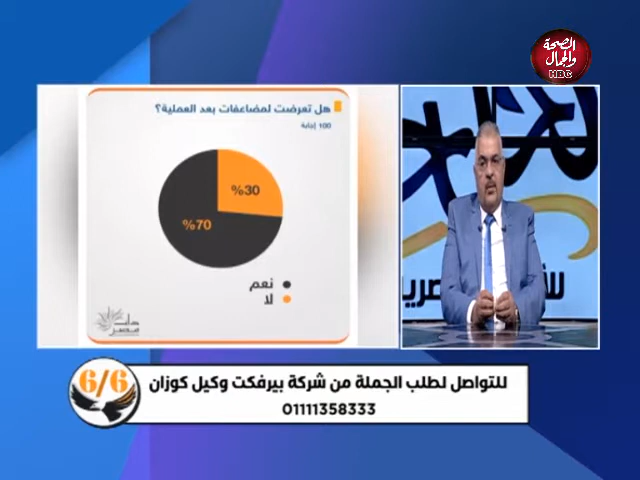 الصحة
والجمال
HBC
هل تعرضت لمضاعفات بعد العملية؟
100 إجابة
%30
%70
نعم
لا
مصر
للتواصل لطلب الجملة من شركة بيرفكت وكيل كوزان
01111358333
6/6